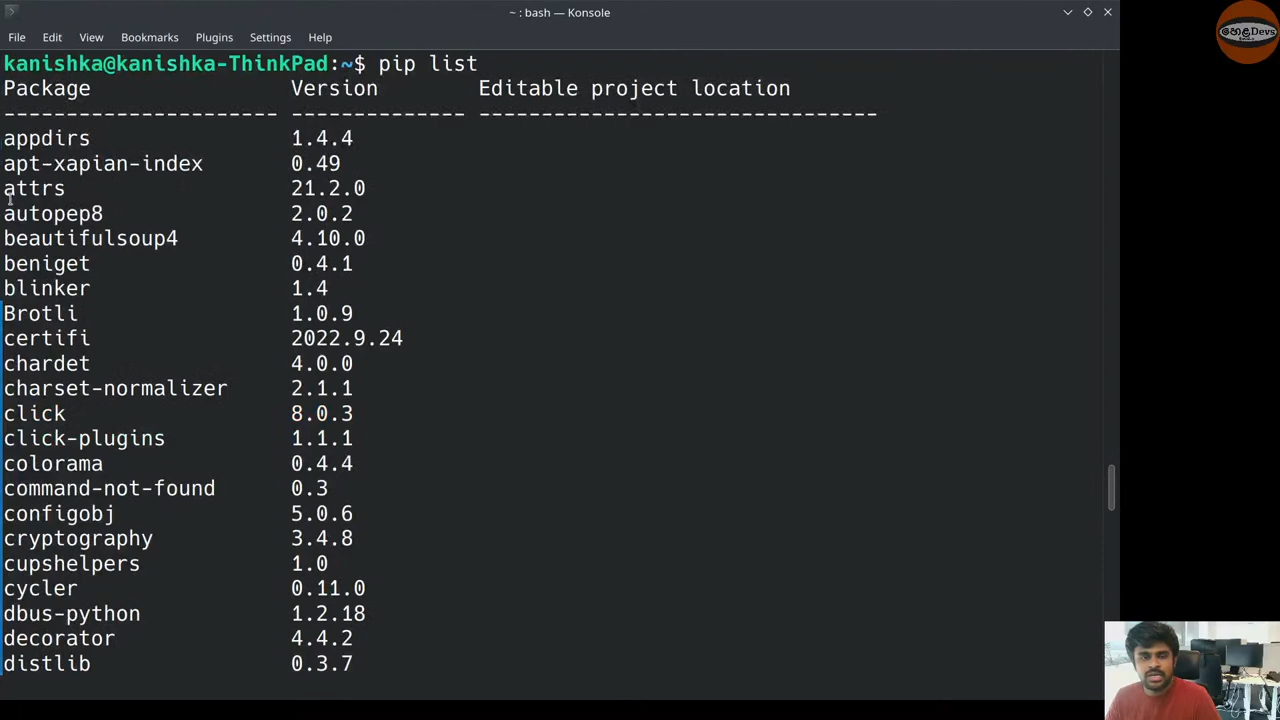 ~ : bash — Konsole
File Edit View Bookmarks Plugins Settings Help
හෙළDevs
kanishka@kanishka-ThinkPad:~$ pip list
Package Version Editable project location
---------------------- -------------- --------------------------------
appdirs 1.4.4
apt-xapian-index 0.49
attrs 21.2.0
autopep8 2.0.2
beautifulsoup4 4.10.0
beniget 0.4.1
blinker 1.4
Brotli 1.0.9
certifi 2022.9.24
chardet 4.0.0
charset-normalizer 2.1.1
click 8.0.3
click-plugins 1.1.1
colorama 0.4.4
command-not-found 0.3
configobj 5.0.6
cryptography 3.4.8
cupshelpers 1.0
cycler 0.11.0
dbus-python 1.2.18
decorator 4.4.2
distlib 0.3.7